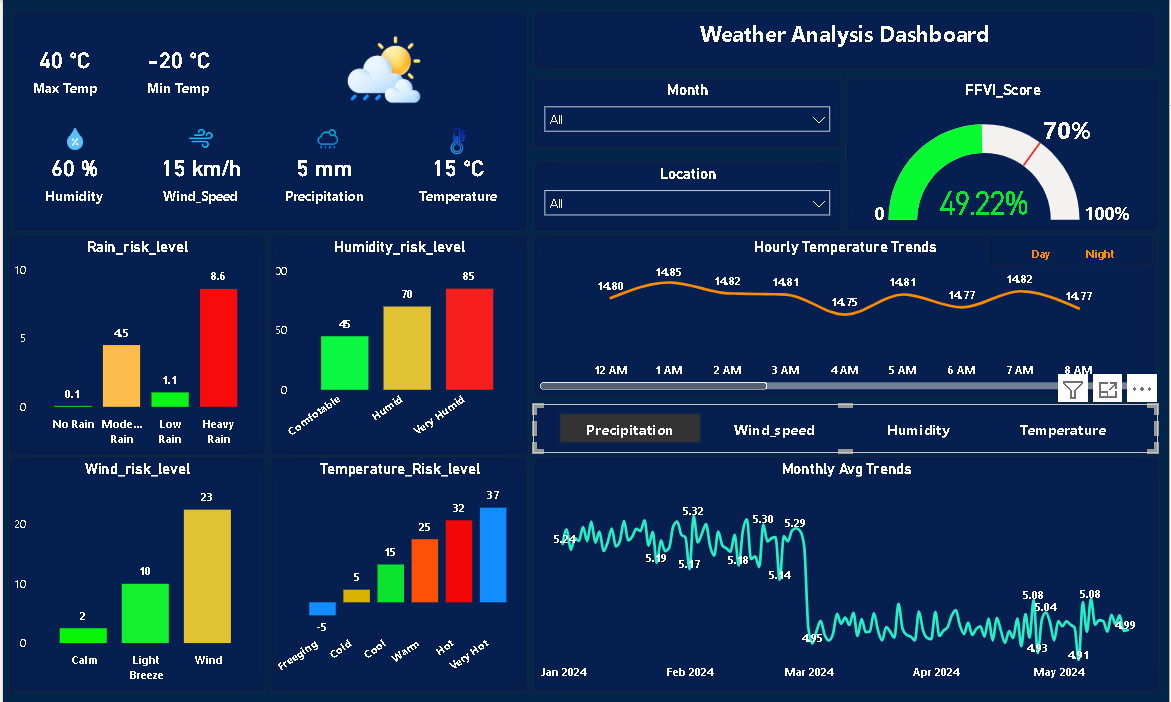 Weather Analysis Dashboard
40 °C
Max Temp
-20 °C
Min Temp
60 %
Humidity
15 km/h
Wind_Speed
5 mm
Precipitation
15 °C
Temperature
Month
All
Location
All
FFVI_Score
70%
49.22%
0
100%
Rain_risk_level
10
5
0
0.1
4.5
1.1
8.6
No Rain
Mode...
Rain
Low
Rain
Heavy
Rain
Humidity_risk_level
00
50
0
45
70
85
Comfotable
Humid
Very Humid
Hourly Temperature Trends
Day
Night
14.80
14.85
14.82
14.81
14.75
14.81
14.77
14.82
14.77
12 AM
1 AM
2 AM
3 AM
4 AM
5 AM
6 AM
7 AM
8 AM
Precipitation
Wind_speed
Humidity
Temperature
Wind_risk_level
20
10
0
2
10
23
Calm
Light
Breeze
Wind
Temperature_Risk_level
-5
5
15
25
32
37
Freeging
Cold
Cool
Warm
Hot
Very Hot
Monthly Avg Trends
5.24
5.19
5.32
5.17
5.18
5.30
5.14
5.29
4.95
5.08
4.93
5.04
4.91
5.08
4.99
Jan 2024
Feb 2024
Mar 2024
Apr 2024
May 2024